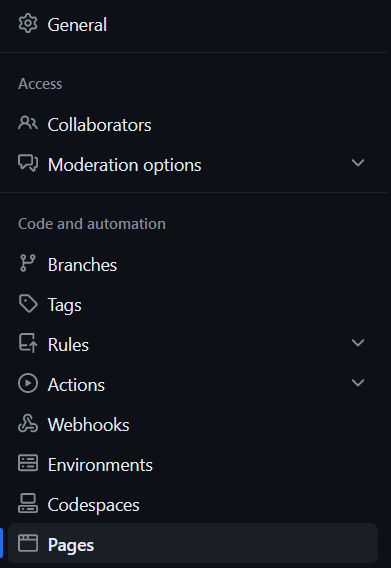 General
Access
Collaborators
Moderation options
Code and automation
Branches
Tags
Rules
Actions
Webhooks
Environments
Codespaces
Pages